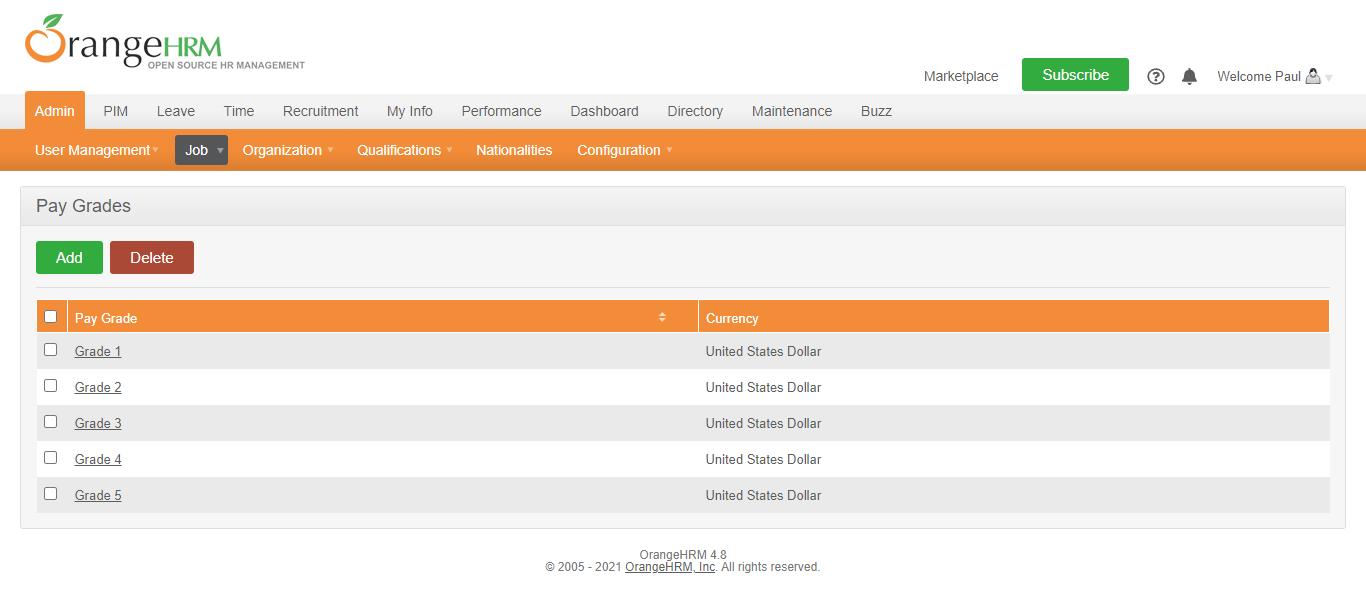 OrangeHRM
OPEN SOURCE HR MANAGEMENT
Marketplace Subscribe Welcome Paul
Admin PIM Leave Time Recruitment My Info Performance Dashboard Directory Maintenance Buzz
User Management Job Organization Qualifications Nationalities Configuration
Pay Grades
Add Delete
Pay Grade Currency
Grade 1 United States Dollar
Grade 2 United States Dollar
Grade 3 United States Dollar
Grade 4 United States Dollar
Grade 5 United States Dollar
OrangeHRM 4.8
© 2005 - 2021 OrangeHRM, Inc. All rights reserved.